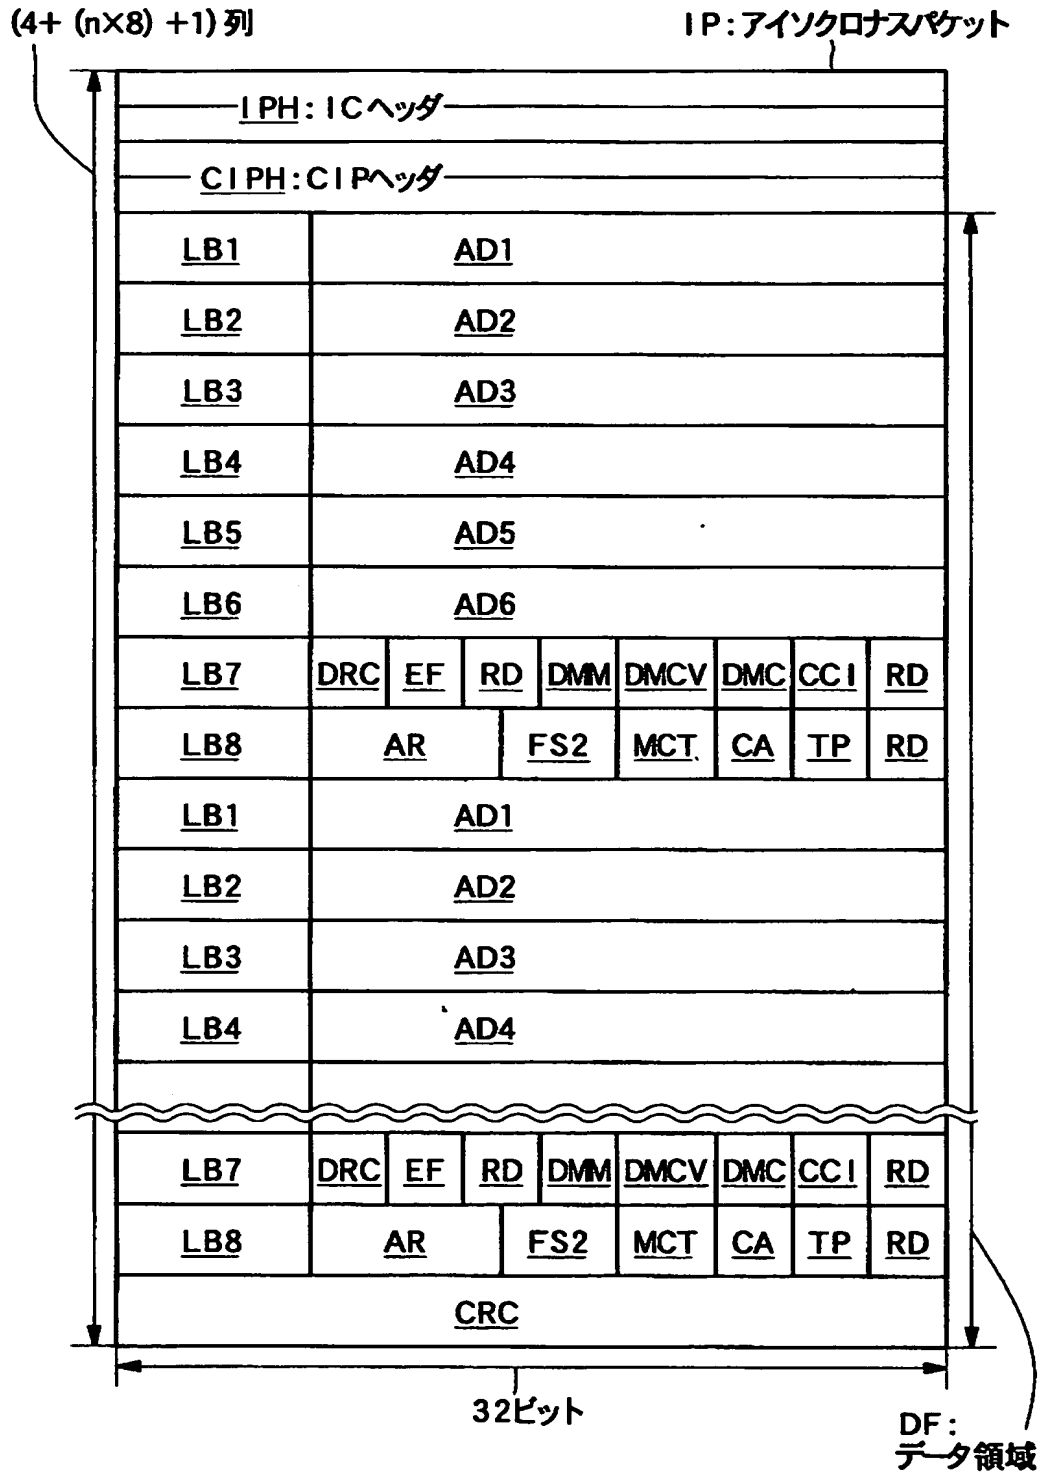 (4+ (n×8) +1) 列
IP:アイソクロナスパケット
IPH:ICヘッダ
CIPH:CIPヘッダ
LB1 AD1
LB2 AD2
LB3 AD3
LB4 AD4
LB5 AD5
LB6 AD6
LB7 DRC EF RD DMM DMCV DMC CCI RD
LB8 AR FS2 MCT CA TP RD
LB1 AD1
LB2 AD2
LB3 AD3
LB4 AD4
LB7 DRC EF RD DMM DMCV DMC CCI RD
LB8 AR FS2 MCT CA TP RD
CRC
32ビット
DF:
データ領域